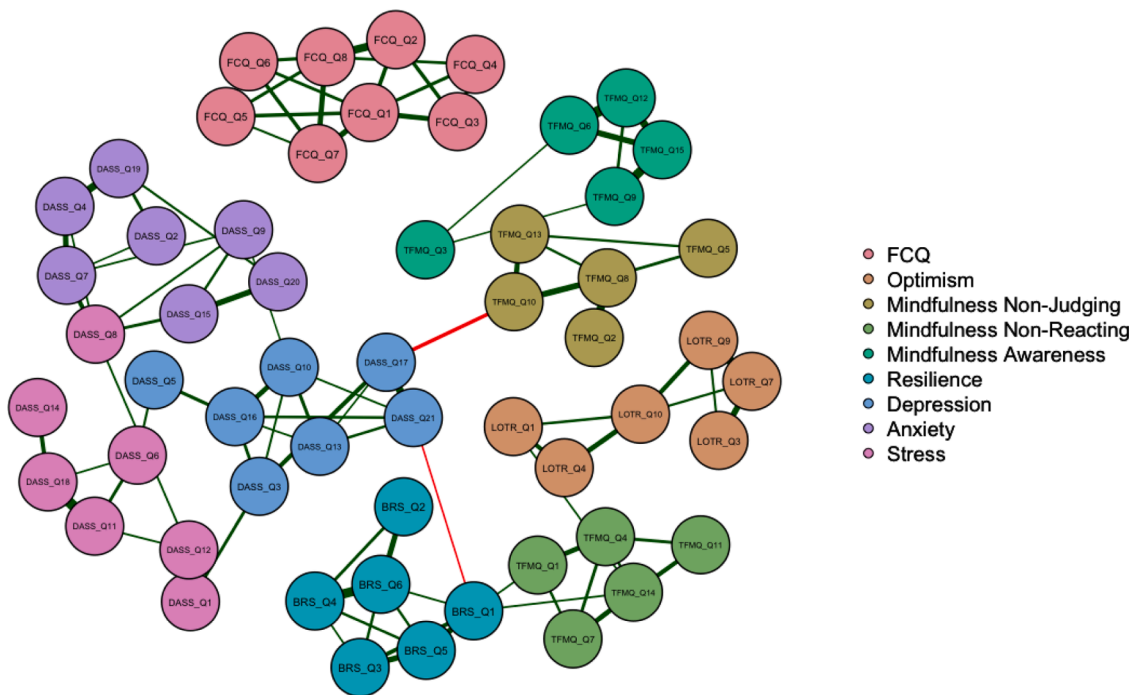 FCQ_Q2
FCQ_Q6
FCQ_Q8
FCQ_Q4
FCQ_Q5
FCQ_Q1
FCQ_Q3
FCQ_Q7
TFMQ_Q12
TFMQ_Q6
TFMQ_Q15
TFMQ_Q9
TFMQ_Q3
DASS_Q19
DASS_Q4
DASS_Q2
DASS_Q9
DASS_Q7
DASS_Q20
DASS_Q15
DASS_Q8
TFMQ_Q13
TFMQ_Q5
TFMQ_Q8
TFMQ_Q10
TFMQ_Q2
DASS_Q17
DASS_Q10
DASS_Q5
DASS_Q16
DASS_Q21
DASS_Q13
DASS_Q3
LOTR_Q9
LOTR_Q7
LOTR_Q10
LOTR_Q1
LOTR_Q3
LOTR_Q4
DASS_Q14
DASS_Q6
DASS_Q18
DASS_Q11
DASS_Q12
DASS_Q1
BRS_Q2
BRS_Q6
BRS_Q4
BRS_Q1
BRS_Q5
BRS_Q3
TFMQ_Q4
TFMQ_Q11
TFMQ_Q1
TFMQ_Q14
TFMQ_Q7
FCQ
Optimism
Mindfulness Non-Judging
Mindfulness Non-Reacting
Mindfulness Awareness
Resilience
Depression
Anxiety
Stress